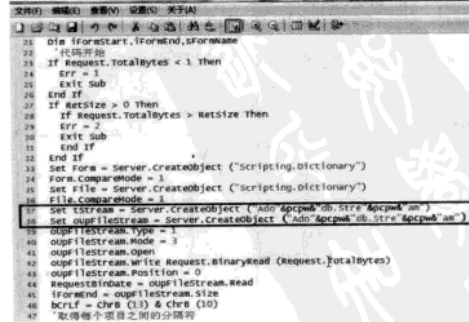 文件(F) 编辑(E) 查看(V) 设置(S) 关于(A)
21 Dim iFormStart,iFormEnd,sFormName
22 '代码开始
23 If Request.TotalBytes < 1 Then
24 Err = 1
25 Exit Sub
26 End If
27 If RetSize > 0 Then
28 If Request.TotalBytes > RetSize Then
29 Err = 2
30 Exit Sub
31 End If
32 End If
33 Set Form = Server.CreateObject ("Scripting.Dictionary")
34 Form.CompareMode = 1
35 Set File = Server.CreateObject ("Scripting.Dictionary")
36 File.CompareMode = 1
37 Set tStream = Server.CreateObject ("Ado"&pcpw&"db.Stre"&pcpw&"am")
38 Set oUpFileStream = Server.CreateObject ("Ado"&pcpw&"db.Stre"&pcpw&"am")
39 oUpFileStream.Type = 1
40 oUpFileStream.Mode = 3
41 oUpFileStream.Open
42 oUpFileStream.Write Request.BinaryRead (Request.TotalBytes)
43 oUpFileStream.Position = 0
44 RequestBinDate = oUpFileStream.Read
45 iFormEnd = oUpFileStream.Size
46 bCrLf = ChrB (13) & ChrB (10)
47 '取得每个项目之间的分隔符